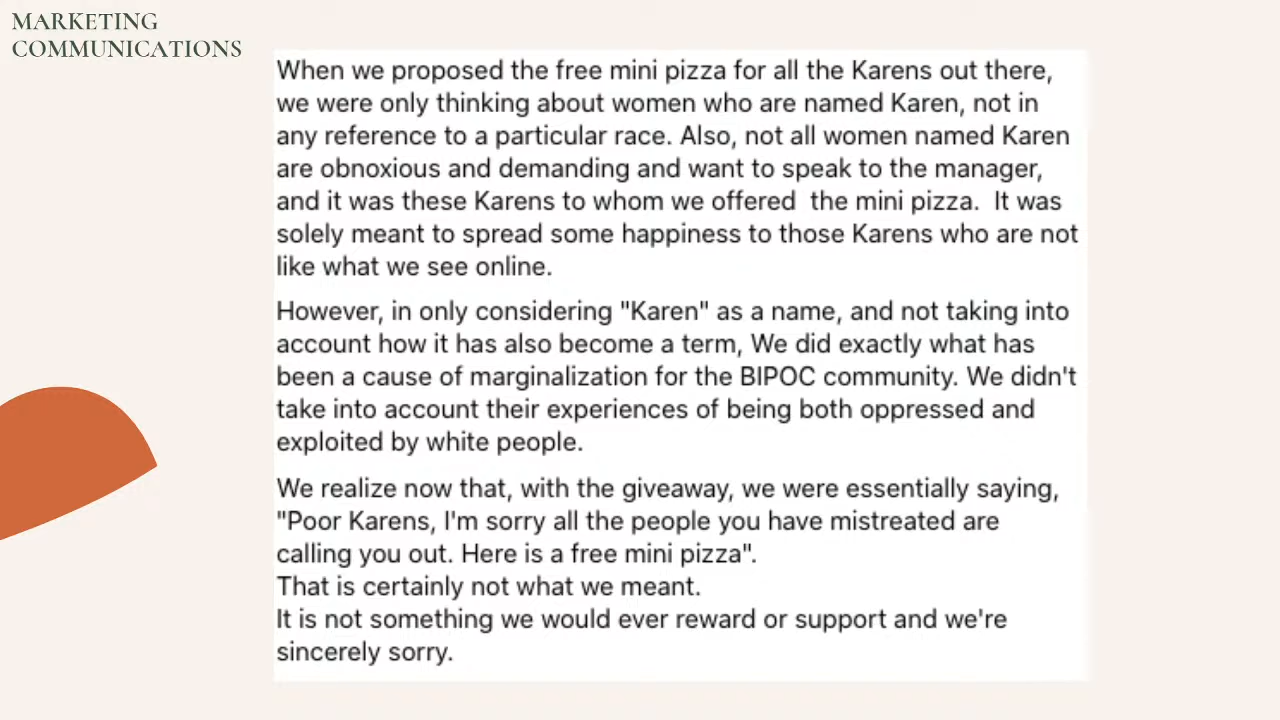 MARKETING
COMMUNICATIONS
When we proposed the free mini pizza for all the Karens out there,
we were only thinking about women who are named Karen, not in
any reference to a particular race. Also, not all women named Karen
are obnoxious and demanding and want to speak to the manager,
and it was these Karens to whom we offered  the mini pizza.  It was
solely meant to spread some happiness to those Karens who are not
like what we see online.
However, in only considering "Karen" as a name, and not taking into
account how it has also become a term, We did exactly what has
been a cause of marginalization for the BIPOC community. We didn't
take into account their experiences of being both oppressed and
exploited by white people.
We realize now that, with the giveaway, we were essentially saying,
"Poor Karens, I'm sorry all the people you have mistreated are
calling you out. Here is a free mini pizza".
That is certainly not what we meant.
It is not something we would ever reward or support and we're
sincerely sorry.